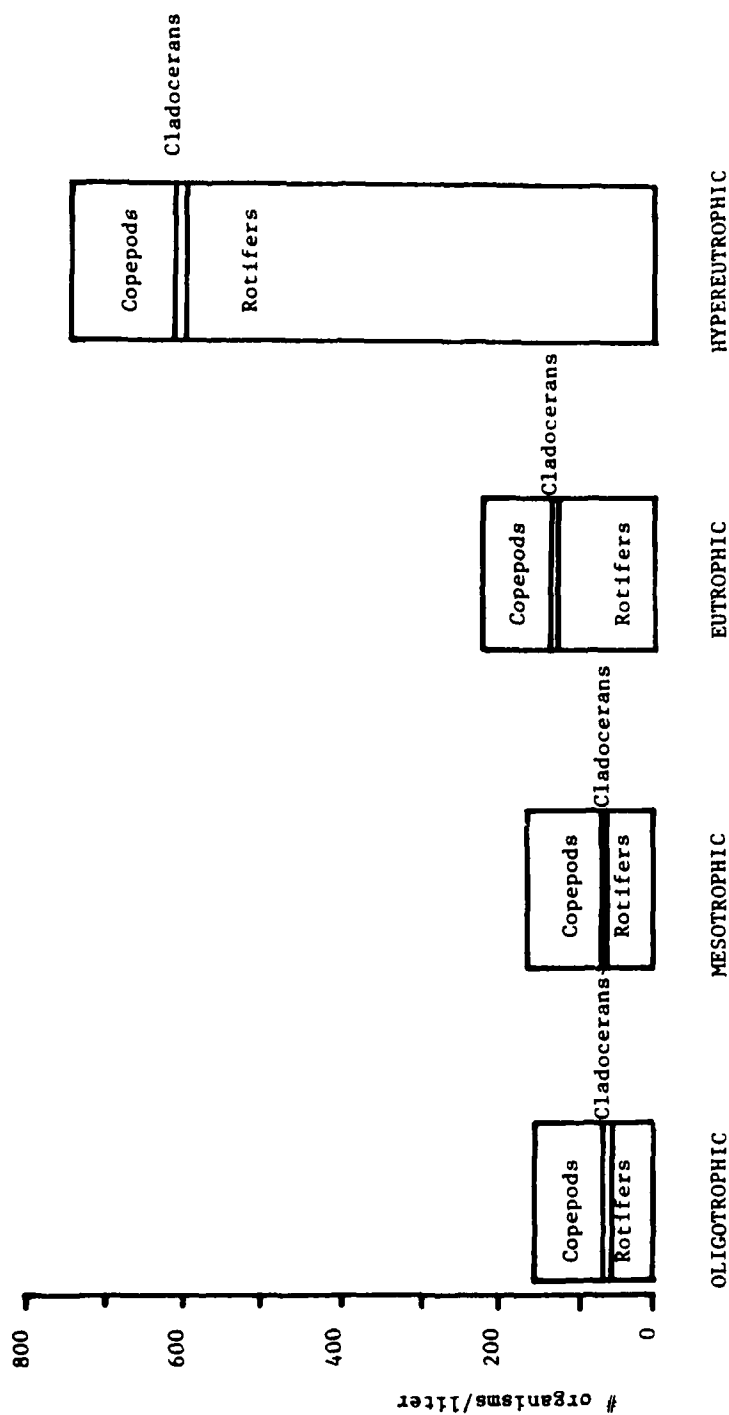 # organisms/liter
800
600
400
200
0
Copepods
Cladocerans
Rotifers
OLIGOTROPHIC
Copepods
Cladocerans
Rotifers
MESOTROPHIC
Copepods
Cladocerans
Rotifers
EUTROPHIC
Copepods
Cladocerans
Rotifers
HYPEREUTROPHIC